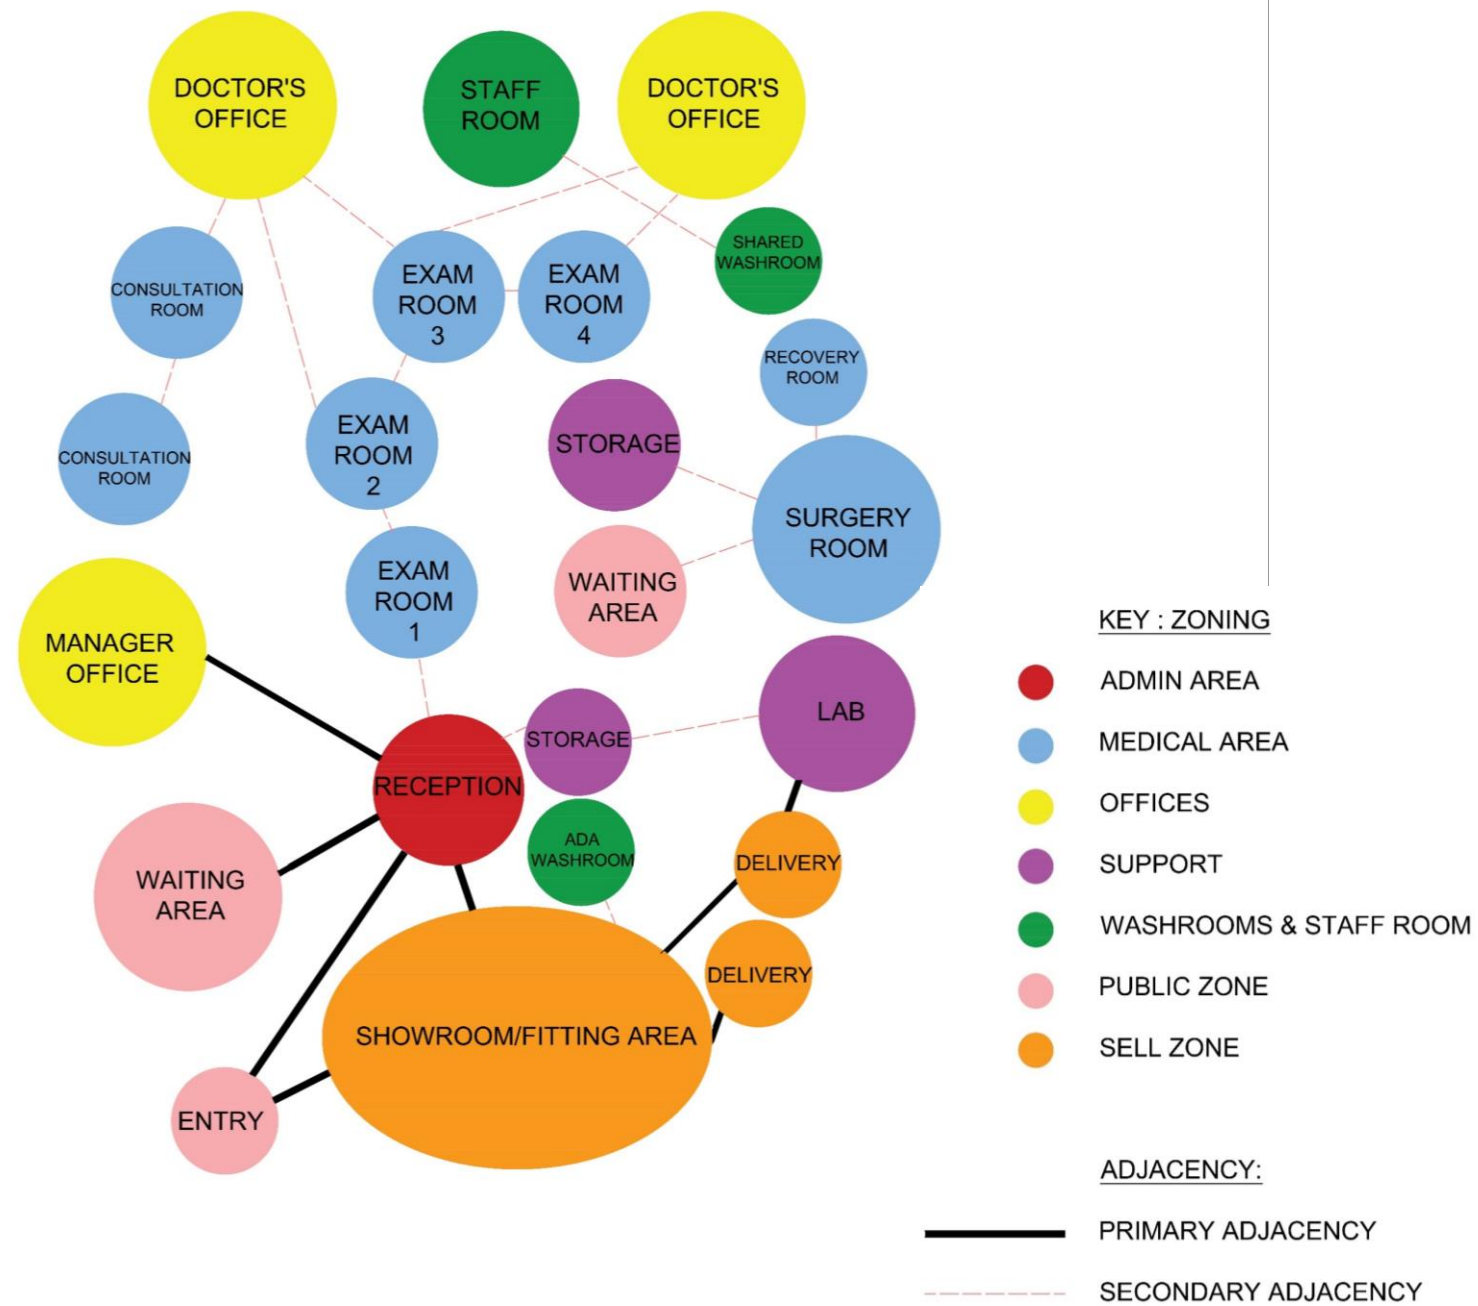 DOCTOR'S
OFFICE
STAFF
ROOM
DOCTOR'S
OFFICE
SHARED
WASHROOM
CONSULTATION
ROOM
EXAM
ROOM
3
EXAM
ROOM
4
RECOVERY
ROOM
CONSULTATION
ROOM
EXAM
ROOM
2
STORAGE
SURGERY
ROOM
EXAM
ROOM
1
WAITING
AREA
MANAGER
OFFICE
LAB
STORAGE
RECEPTION
ADA
WASHROOM
DELIVERY
WAITING
AREA
DELIVERY
SHOWROOM/FITTING AREA
ENTRY
KEY : ZONING
ADMIN AREA
MEDICAL AREA
OFFICES
SUPPORT
WASHROOMS & STAFF ROOM
PUBLIC ZONE
SELL ZONE
ADJACENCY:
PRIMARY ADJACENCY
SECONDARY ADJACENCY